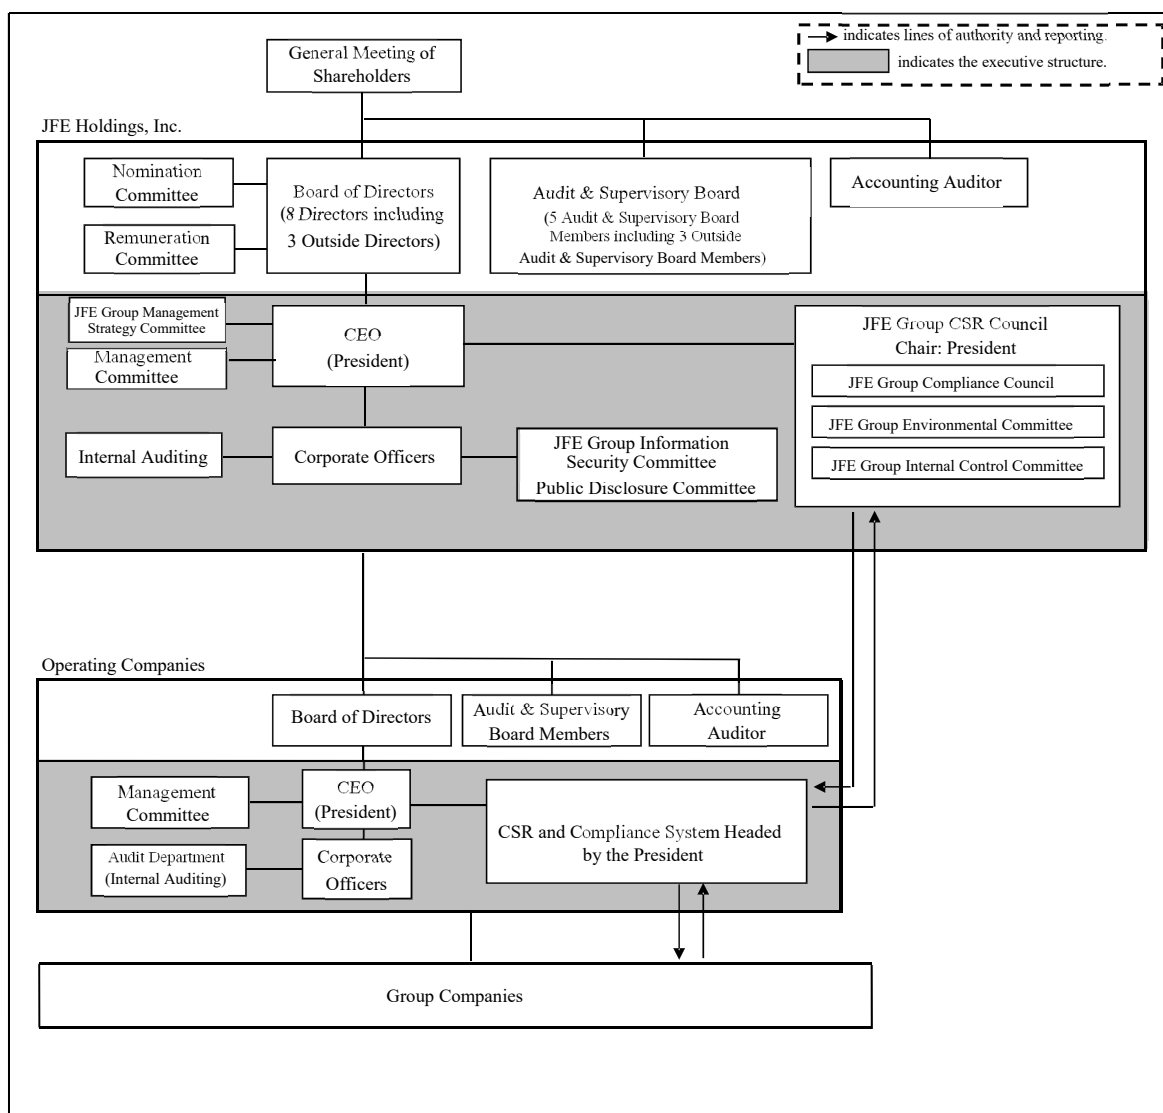 indicates lines of authority and reporting.
indicates the executive structure.
General Meeting of
Shareholders
JFE Holdings, Inc.
Nomination
Committee
Remuneration
Committee
Board of Directors
(8 Directors including
3 Outside Directors)
Audit & Supervisory Board
(5 Audit & Supervisory Board
Members including 3 Outside
Audit & Supervisory Board Members)
Accounting Auditor
JFE Group Management
Strategy Committee
Management
Committee
CEO
(President)
JFE Group CSR Council
Chair: President
JFE Group Compliance Council
JFE Group Environmental Committee
JFE Group Internal Control Committee
Internal Auditing
Corporate Officers
JFE Group Information
Security Committee
Public Disclosure Committee
Operating Companies
Board of Directors
Audit & Supervisory
Board Members
Accounting
Auditor
Management
Committee
CEO
(President)
Audit Department
(Internal Auditing)
Corporate
Officers
CSR and Compliance System Headed
by the President
Group Companies